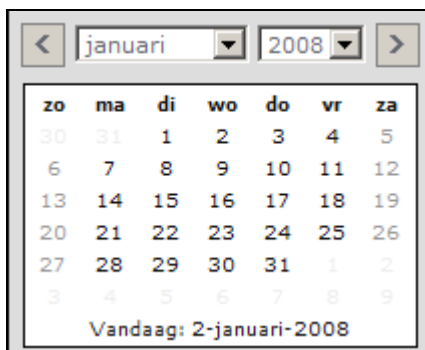 < januari 2008 >
zo ma di wo do vr za
30 31 1 2 3 4 5
6 7 8 9 10 11 12
13 14 15 16 17 18 19
20 21 22 23 24 25 26
27 28 29 30 31 1 2
3 4 5 6 7 8 9
Vandaag: 2-januari-2008